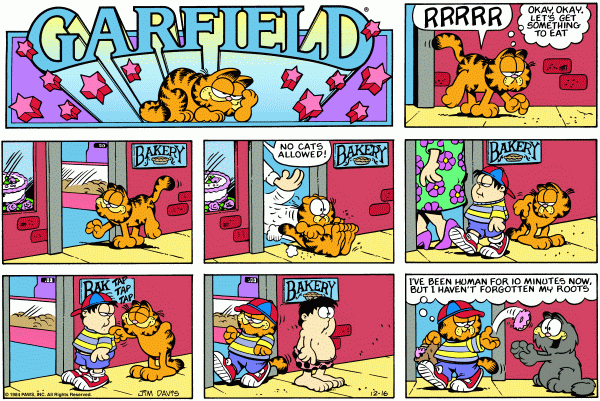 GARFIELD
®
RRRRR
OKAY, OKAY.
LET'S GET
SOMETHING
TO EAT
BAKERY
NO CATS
ALLOWED!
BAKERY
BAKERY
BAK
TAP
TAP
TAP
© 1984 PAWS, INC. All Rights Reserved.
JIM DAVIS
BAKERY
12-16
I'VE BEEN HUMAN FOR 10 MINUTES NOW,
BUT I HAVEN'T FORGOTTEN MY ROOTS